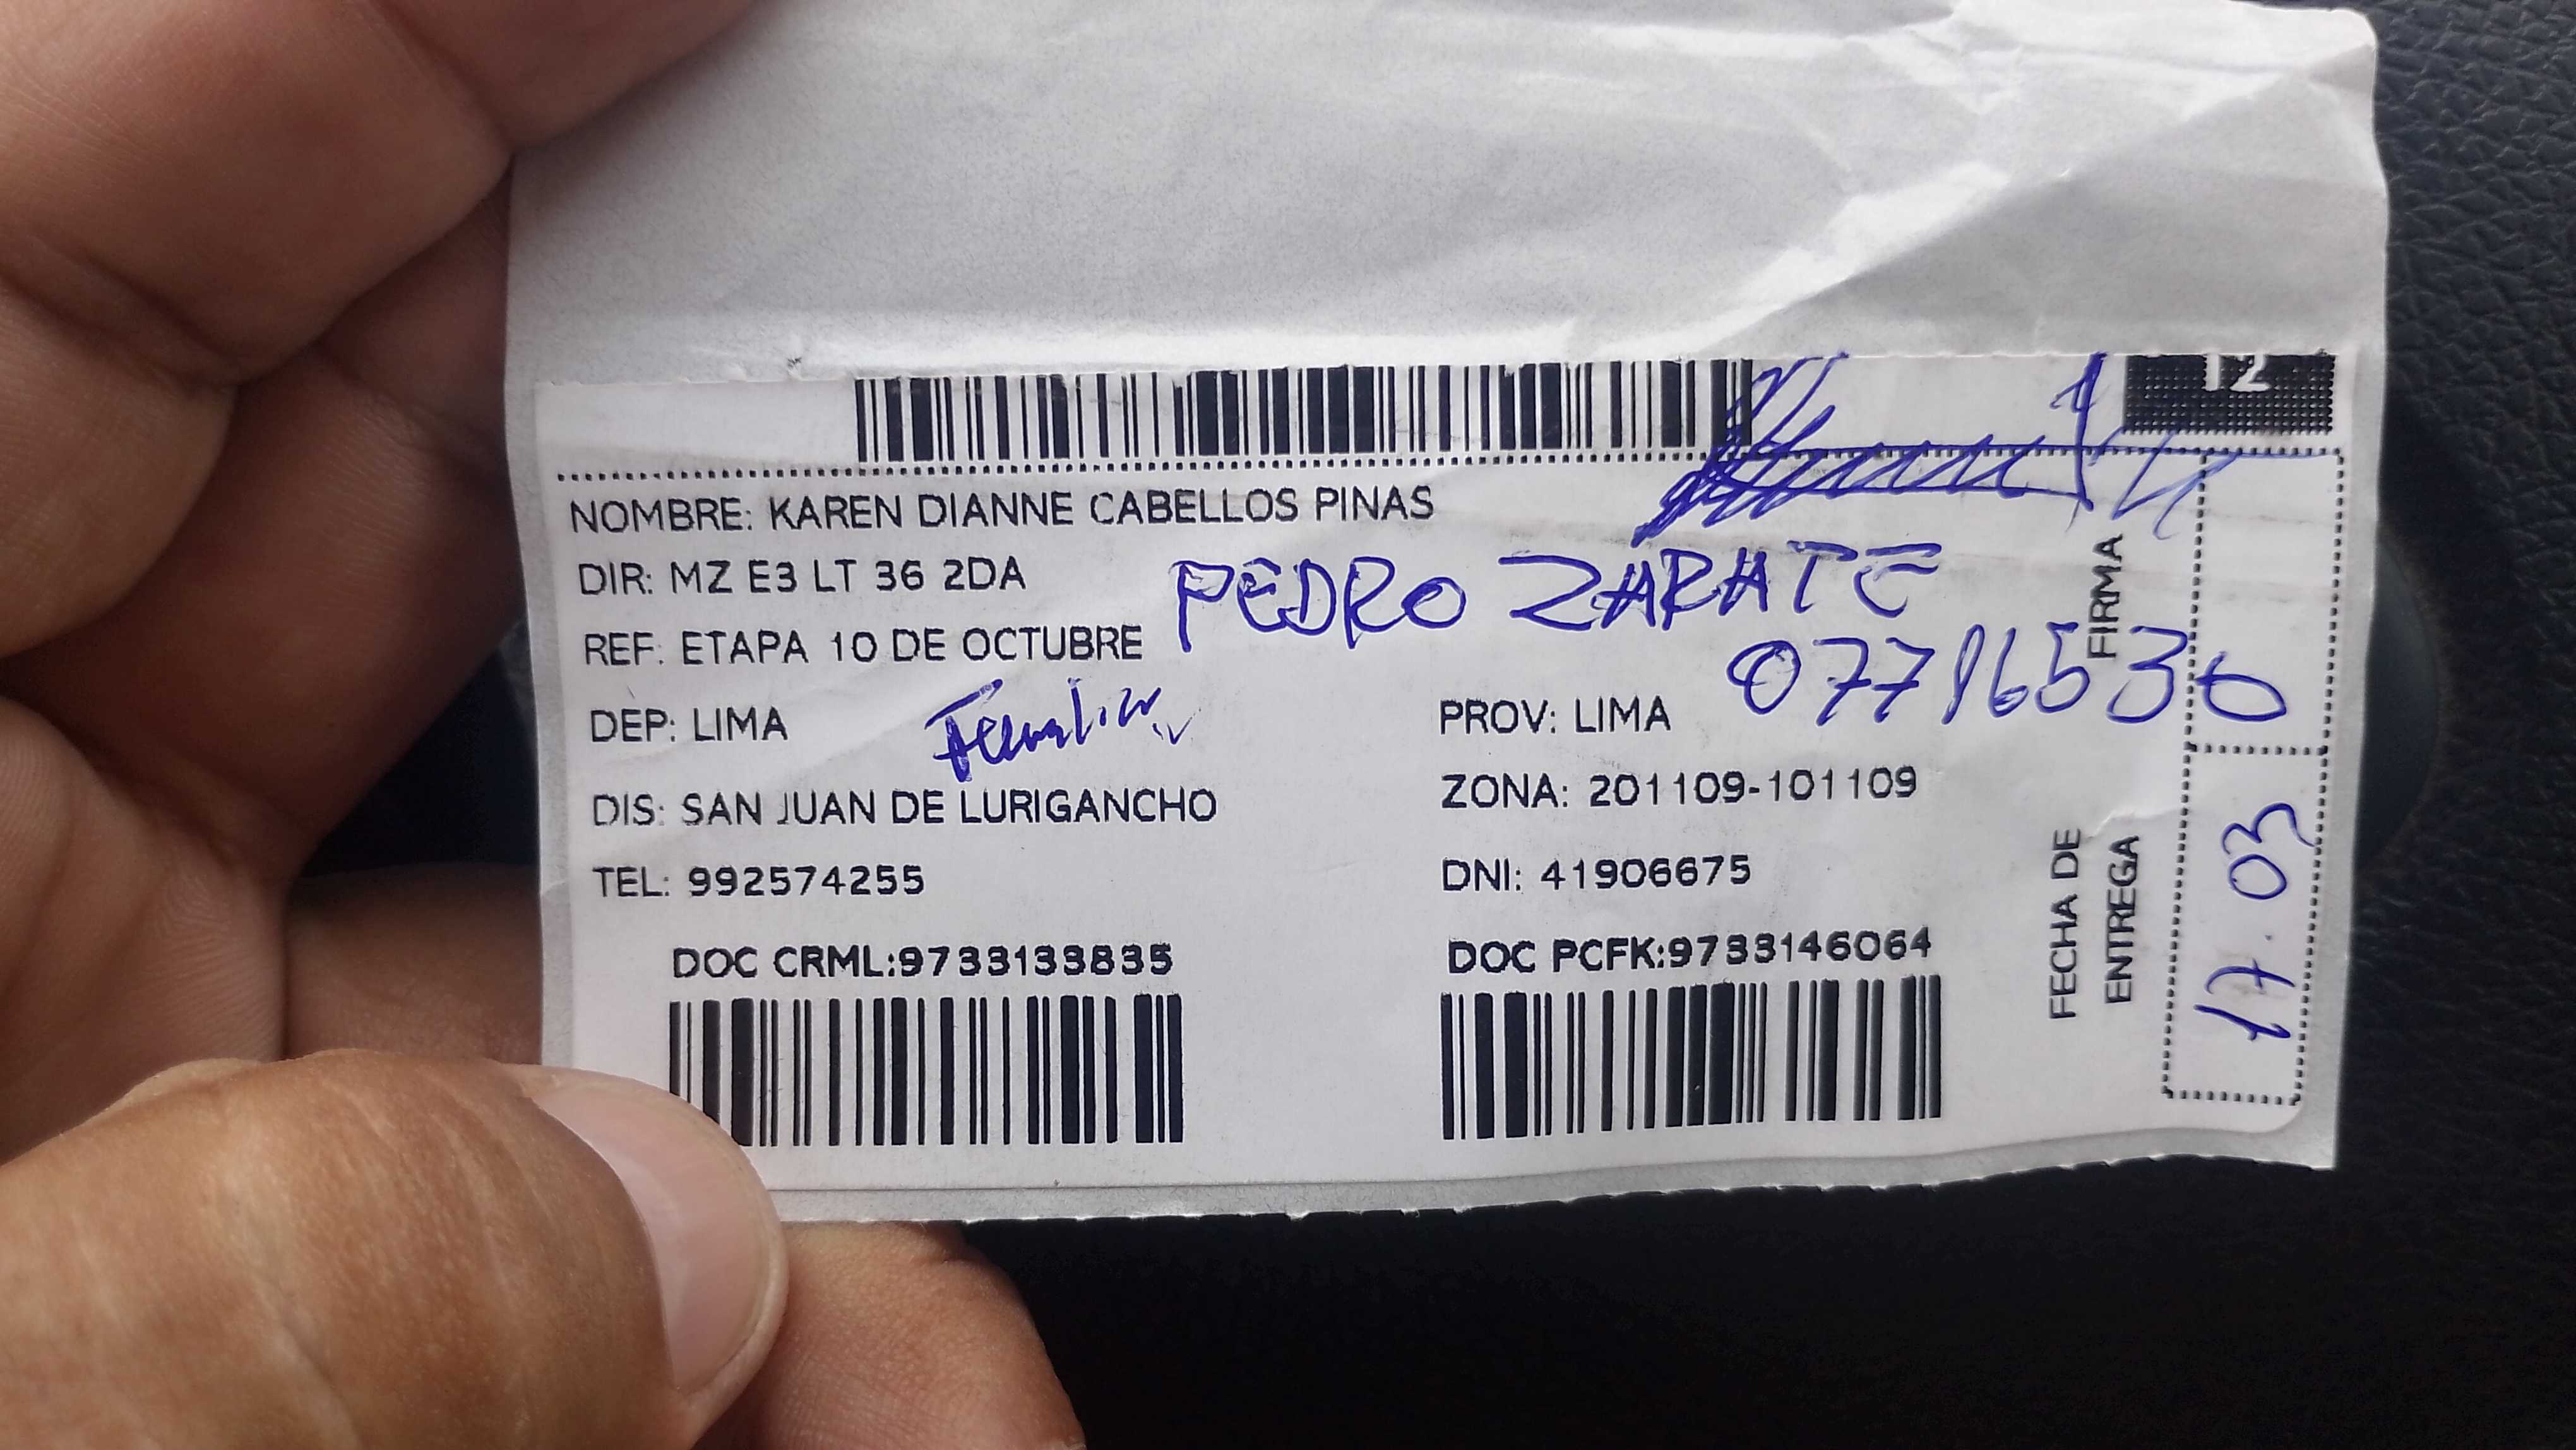 12
NOMBRE: KAREN DIANNE CABELLOS PINAS
DIR: MZ E3 LT 36 2DA
PEDRO ZARATE
FIRMA
REF: ETAPA 10 DE OCTUBRE
07716536
DEP: LIMA
PROV: LIMA
DIS: SAN JUAN DE LURIGANCHO
ZONA: 201109-101109
TEL: 992574255
DNI: 41906675
FECHA DE
ENTREGA
17.03
DOC CRML:9733133835
DOC PCFK:9733146064